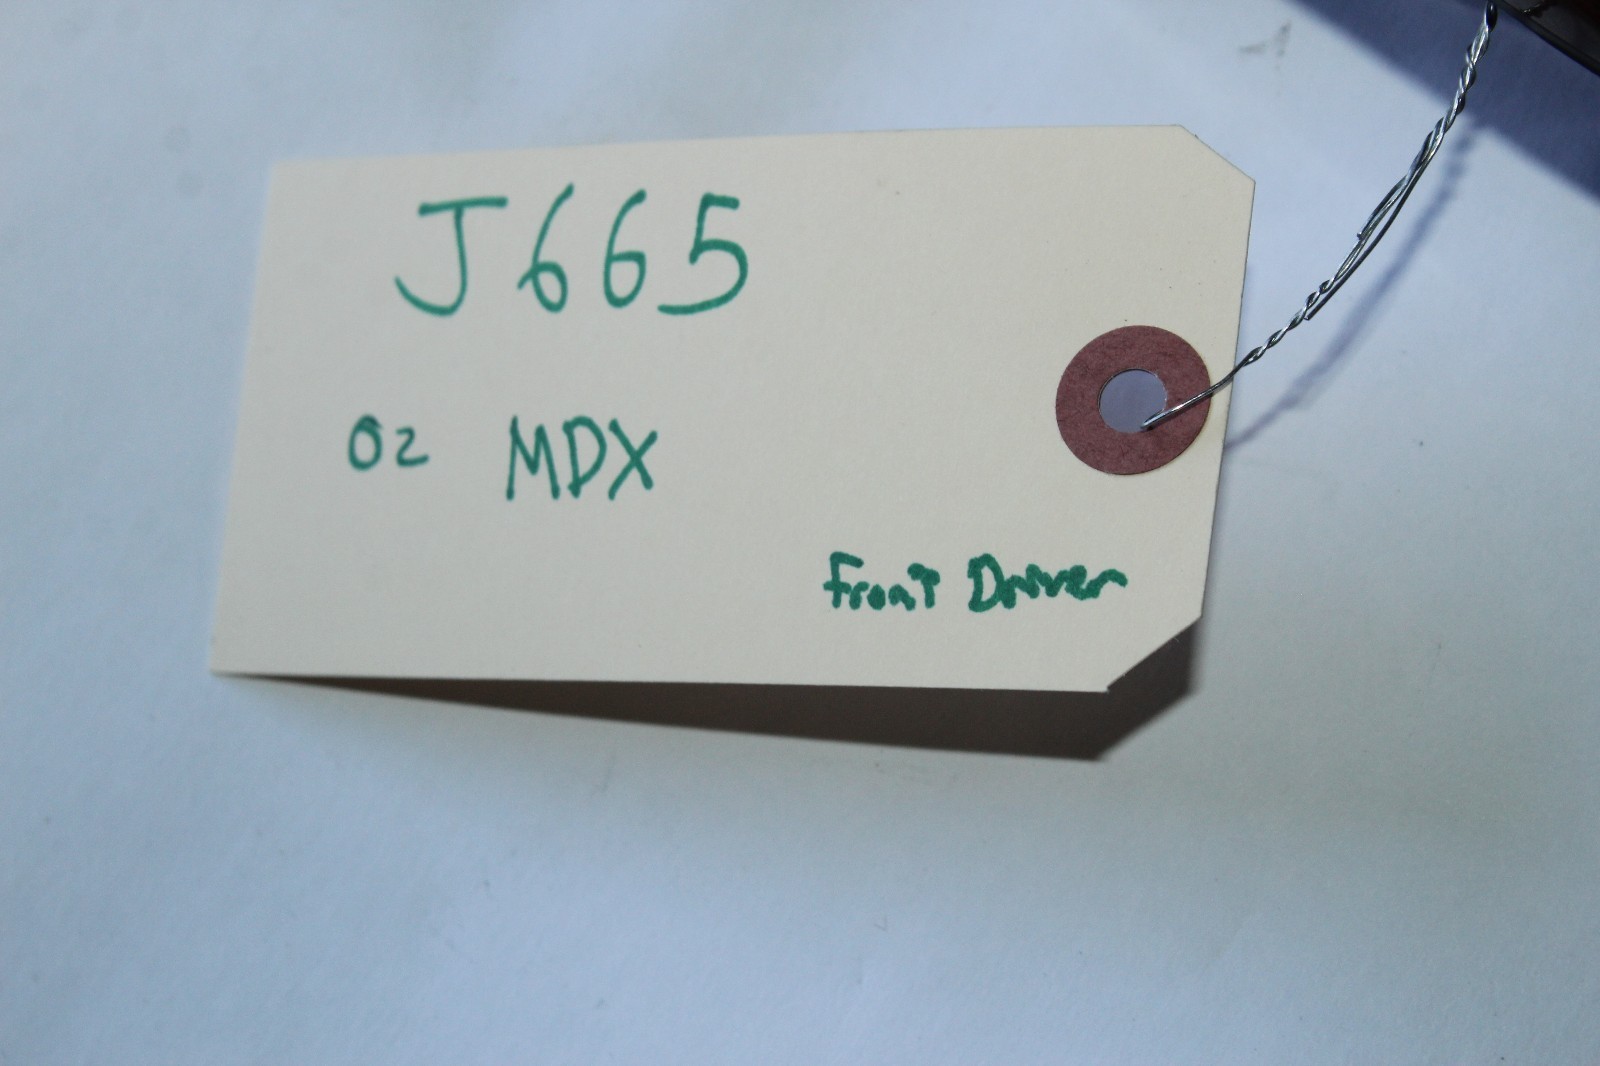 J665
02 MDX
Front Driver